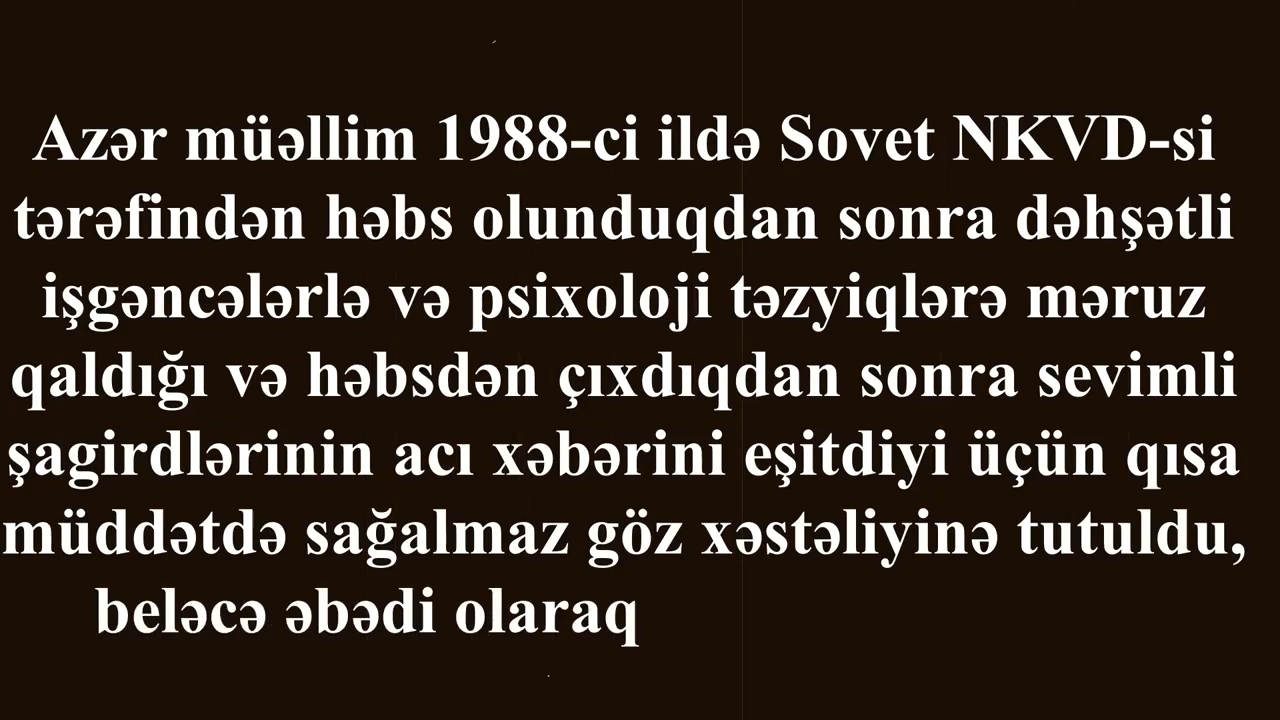 Azər müəllim 1988-ci ildə Sovet NKVD-si
tərəfindən həbs olunduqdan sonra dəhşətli
işgəncələrlə və psixoloji təzyiqlərə məruz
qaldığı və həbsdən çıxdıqdan sonra sevimli
şagirdlərinin acı xəbərini eşitdiyi üçün qısa
müddətdə sağalmaz göz xəstəliyinə tutuldu,
beləcə əbədi olaraq